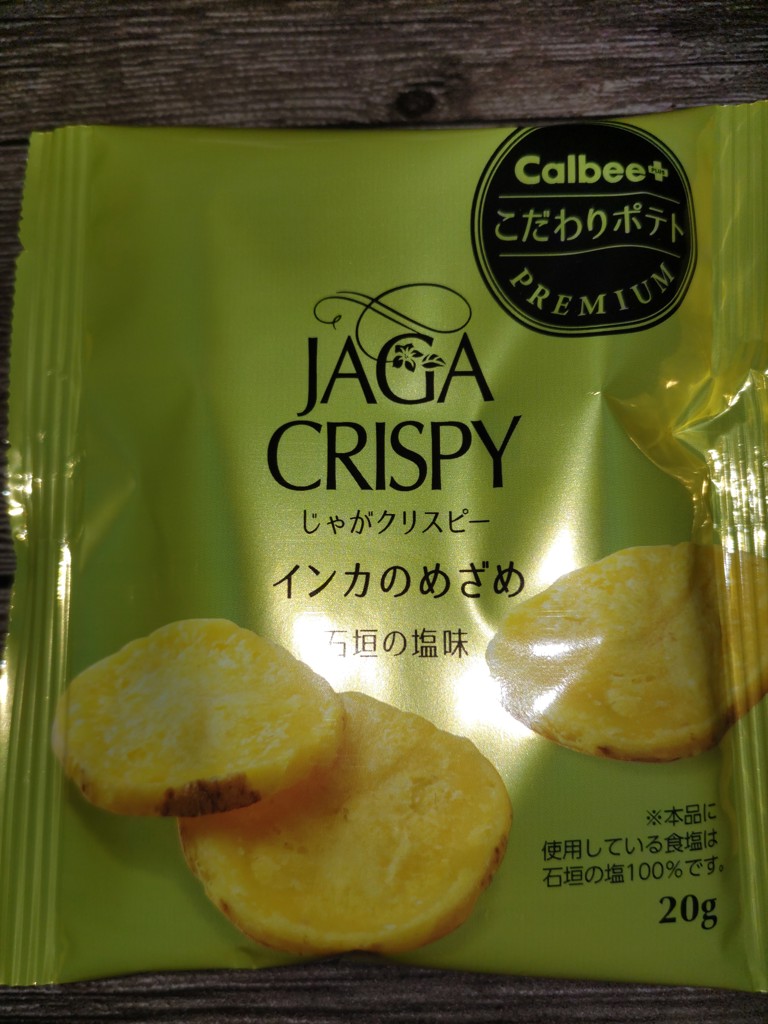 Calbee+
こだわりポテト
PREMIUM
JAGA
CRISPY
じゃがクリスピー
インカのめざめ
石垣の塩味
※本品に
使用している食塩は
石垣の塩100%です。
20g